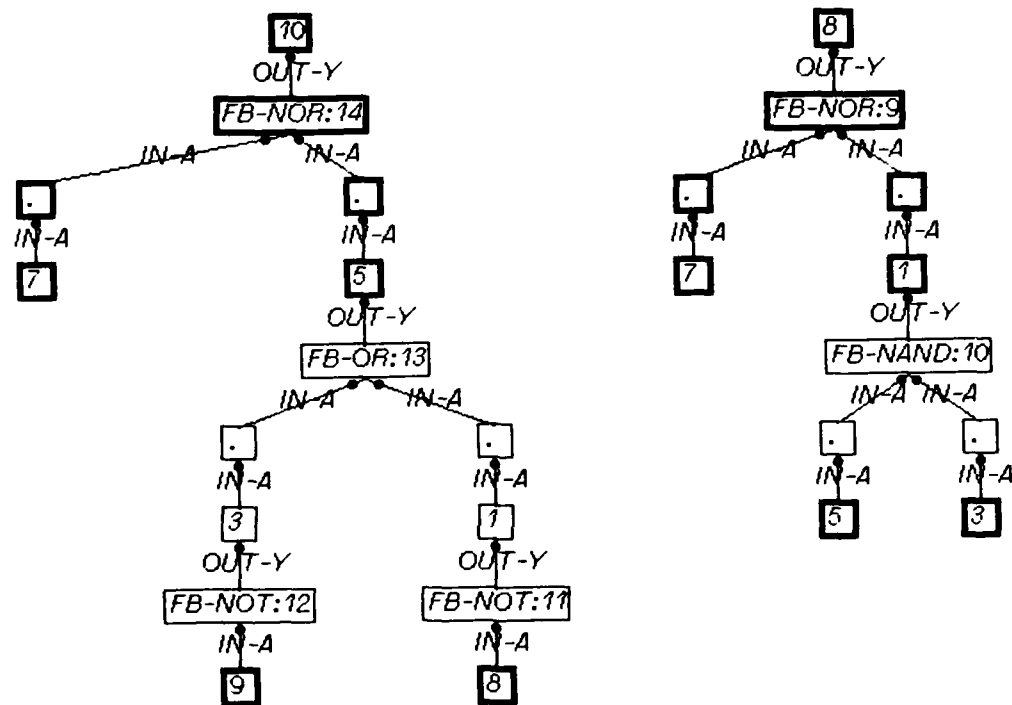 10
OUT-Y
FB-NOR:14
IN-A IN-A
. .
IN-A IN-A
7 5
OUT-Y
FB-OR:13
IN-A IN-A
. .
IN-A IN-A
3 1
OUT-Y OUT-Y
FB-NOT:12 FB-NOT:11
IN-A IN-A
9 8
8
OUT-Y
FB-NOR:9
IN-A IN-A
. .
IN-A IN-A
7 1
OUT-Y
FB-NAND:10
IN-A IN-A
. .
IN-A IN-A
5 3